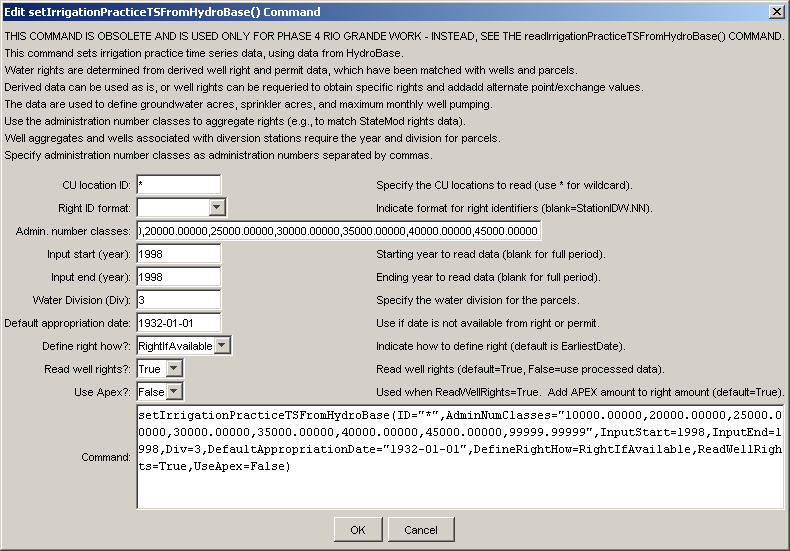 Edit setIrrigationPracticeTSFromHydroBase() Command
THIS COMMAND IS OBSOLETE AND IS USED ONLY FOR PHASE 4 RIO GRANDE WORK - INSTEAD, SEE THE readIrrigationPracticeTSFromHydroBase() COMMAND.
This command sets irrigation practice time series data, using data from HydroBase.
Water rights are determined from derived well right and permit data, which have been matched with wells and parcels.
Derived data can be used as is, or well rights can be requeried to obtain specific rights and addadd alternate point/exchange values.
The data are used to define groundwater acres, sprinkler acres, and maximum monthly well pumping.
Use the administration number classes to aggregate rights (e.g., to match StateMod rights data).
Well aggregates and wells associated with diversion stations require the year and division for parcels.
Specify administration number classes as administration numbers separated by commas.
CU location ID: * Specify the CU locations to read (use * for wildcard).
Right ID format: Indicate format for right identifiers (blank=StationIDW.NN).
Admin. number classes: ),20000.00000,25000.00000,30000.00000,35000.00000,40000.00000,45000.00000
Input start (year): 1998 Starting year to read data (blank for full period).
Input end (year): 1998 Ending year to read data (blank for full period).
Water Division (Div): 3 Specify the water division for the parcels.
Default appropriation date: 1932-01-01 Use if date is not available from right or permit.
Define right how?: RightIfAvailable Indicate how to define right (default is EarliestDate).
Read well rights?: True Read well rights (default=True, False=use processed data).
Use Apex?: False Used when ReadWellRights=True. Add APEX amount to right amount (default=True).
Command:
setIrrigationPracticeTSFromHydroBase(ID="*",AdminNumClasses="10000.00000,20000.00000,25000.0
0000,30000.00000,35000.00000,40000.00000,45000.00000,99999.99999",InputStart=1998,InputEnd=1
998,Div=3,DefaultAppropriationDate="1932-01-01",DefineRightHow=RightIfAvailable,ReadWellRigh
ts=True,UseApex=False)
OK Cancel